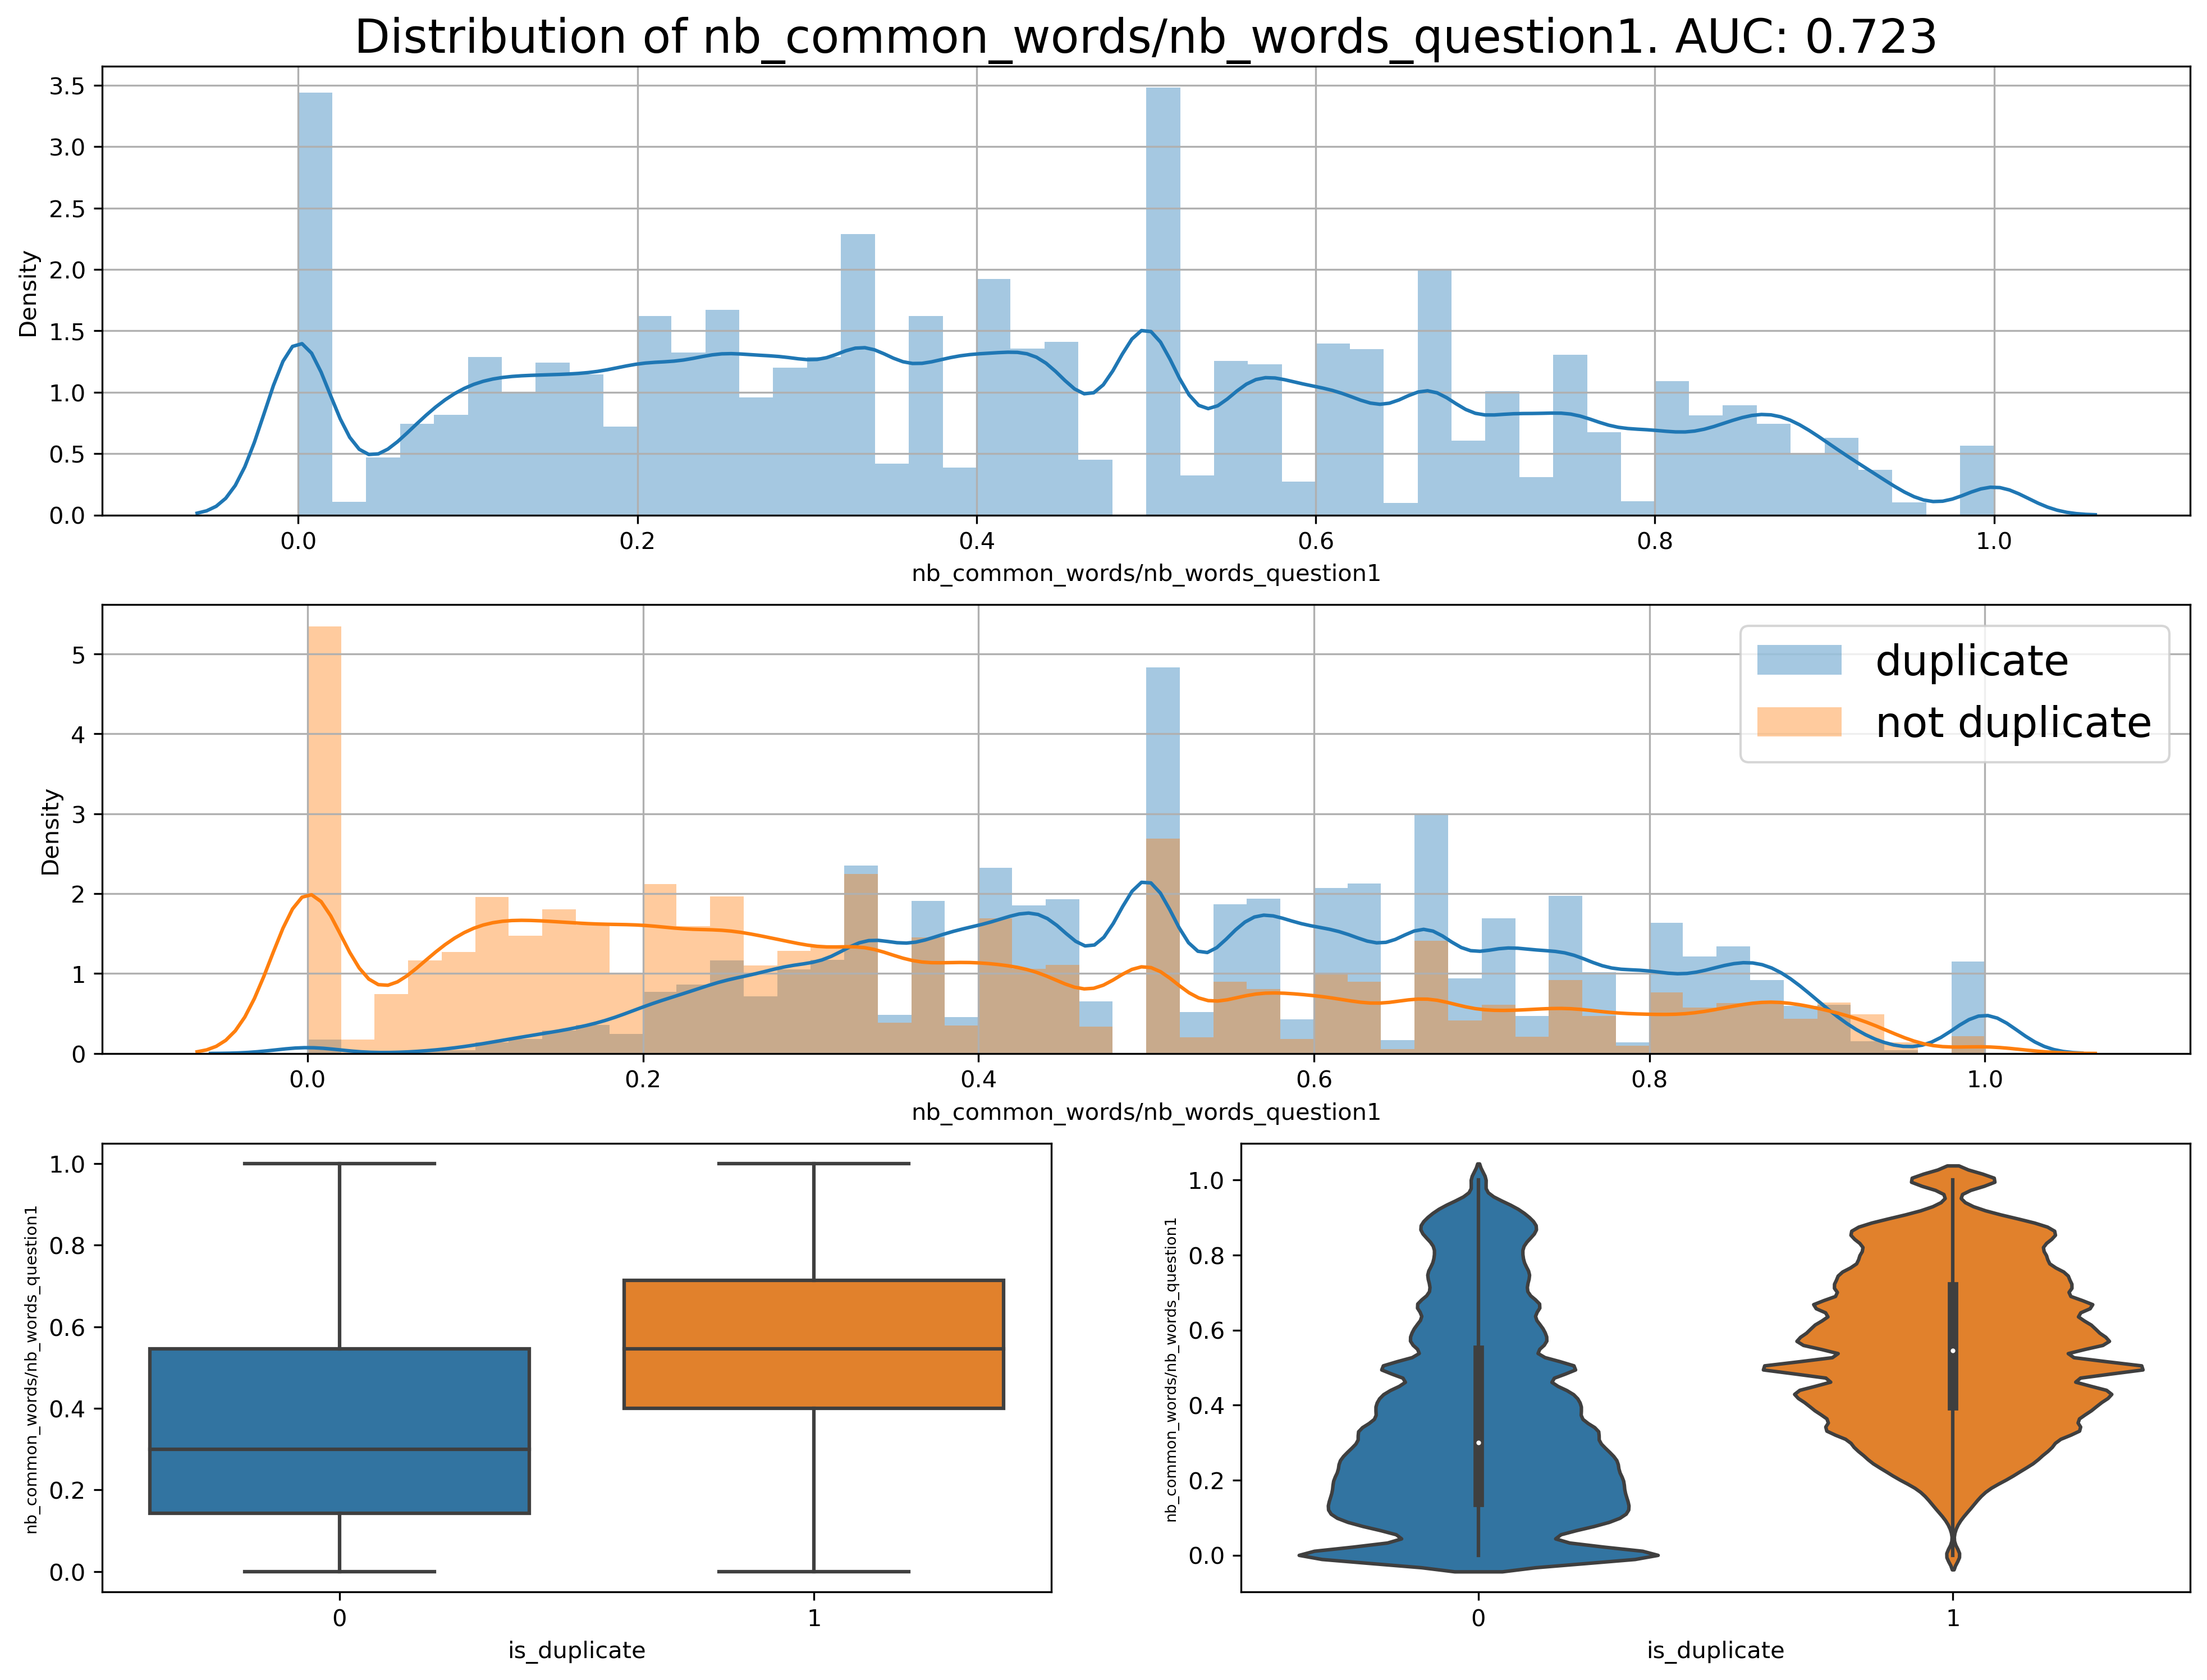 Distribution of nb_common_words/nb_words_question1. AUC: 0.723
3.5
3.0
2.5
2.0
1.5
1.0
0.5
0.0
Density
0.0 0.2 0.4 0.6 0.8 1.0
nb_common_words/nb_words_question1
5
4
3
2
1
0
Density
duplicate
not duplicate
0.0 0.2 0.4 0.6 0.8 1.0
nb_common_words/nb_words_question1
1.0
0.8
0.6
0.4
0.2
0.0
nb_common_words/nb_words_question1
0 1
is_duplicate
1.0
0.8
0.6
0.4
0.2
0.0
nb_common_words/nb_words_question1
0 1
is_duplicate